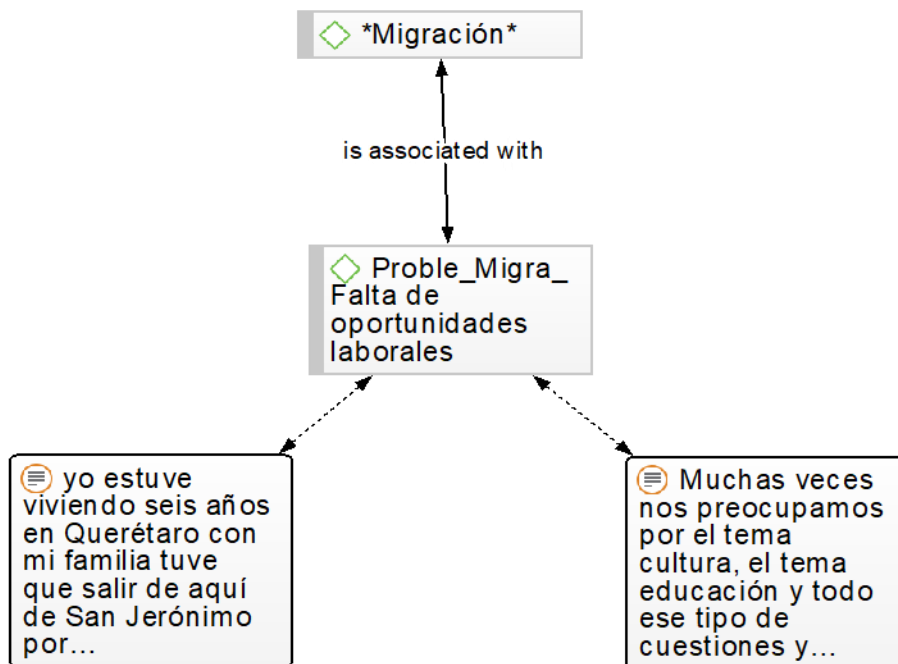 *Migración*
is associated with
Proble_Migra_
Falta de
oportunidades
laborales
yo estuve
viviendo seis años
en Querétaro con
mi familia tuve
que salir de aquí
de San Jerónimo
por...
Muchas veces
nos preocupamos
por el tema
cultura, el tema
educación y todo
ese tipo de
cuestiones y...